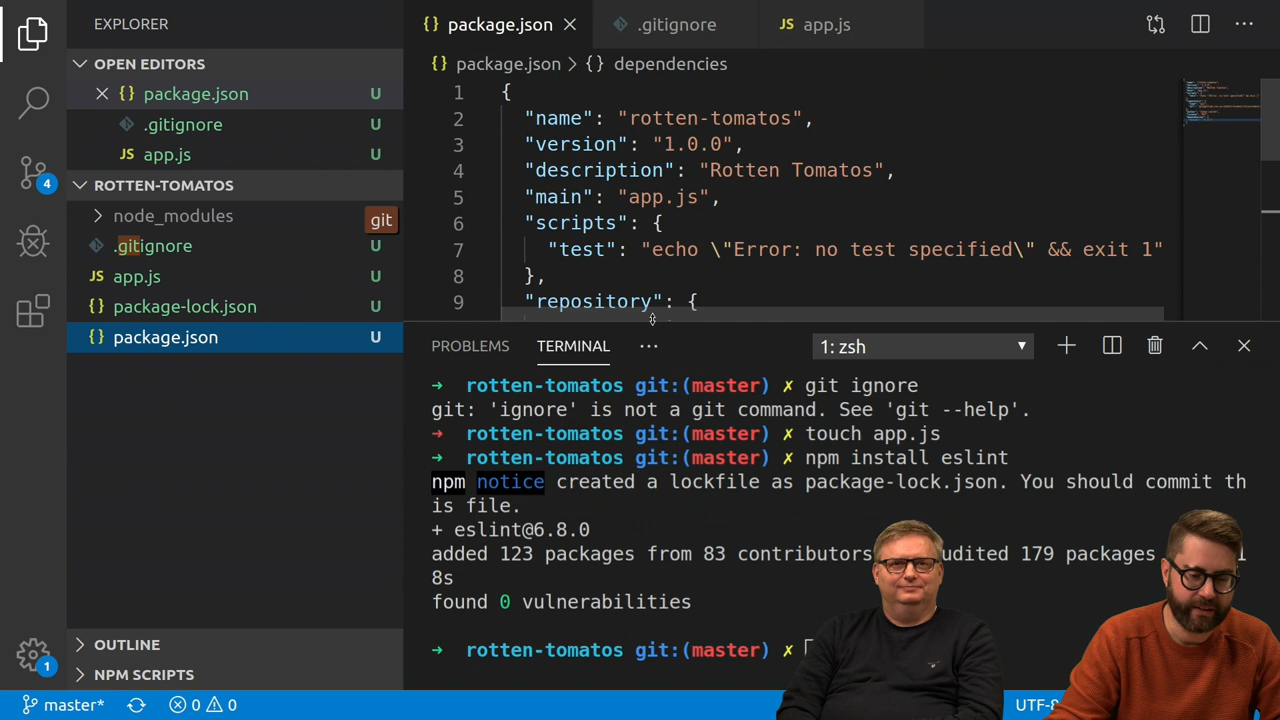 EXPLORER
OPEN EDITORS
{} package.json U
.gitignore U
JS app.js U
ROTTEN-TOMATOS
node_modules
git
.gitignore U
JS app.js U
{} package-lock.json U
{} package.json U
OUTLINE
NPM SCRIPTS
4
1
{} package.json
.gitignore
JS app.js
{} package.json > {} dependencies
1 {
2 "name": "rotten-tomatos",
3 "version": "1.0.0",
4 "description": "Rotten Tomatos",
5 "main": "app.js",
6 "scripts": {
7 "test": "echo \"Error: no test specified\" && exit 1"
8 },
9 "repository": {
PROBLEMS TERMINAL ··· 1: zsh
➜ rotten-tomatos git:(master) ✗ git ignore
git: 'ignore' is not a git command. See 'git --help'.
➜ rotten-tomatos git:(master) ✗ touch app.js
➜ rotten-tomatos git:(master) ✗ npm install eslint
npm notice created a lockfile as package-lock.json. You should commit th
is file.
+ eslint@6.8.0
added 123 packages from 83 contributors udited 179 packages 1
8s
found 0 vulnerabilities
➜ rotten-tomatos git:(master) ✗
master* 0 0 UTF-8